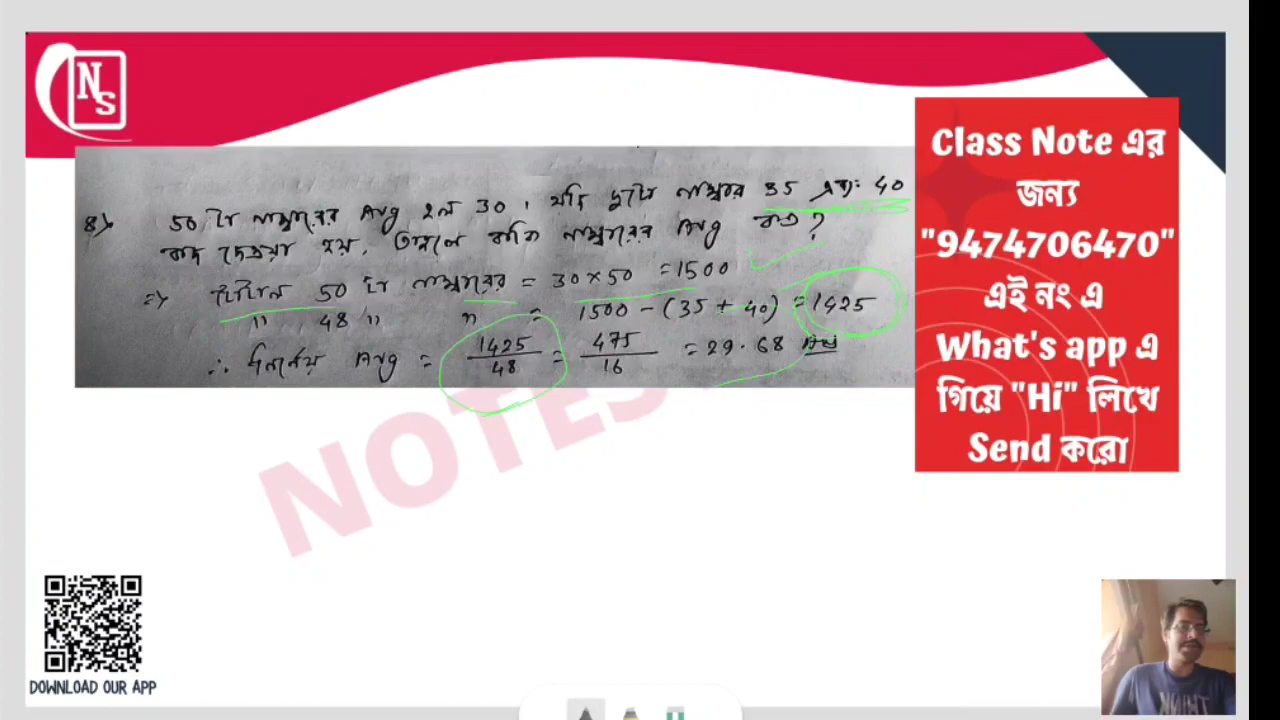 NS
8) 50 টা নাম্বারের Avg হল 30, যদি দুটো নাম্বার 35 এবং 40
বাদ দেওয়া হয়, তাহলে বাকি নাম্বারের Avg কত?
=> টোটাল 50 টা নাম্বারের = 30 × 50 = 1500
" 48 " " = 1500 - (35 + 40) = 1425
∴ নির্নেয় Avg = 1425/48 = 475/16 = 29.68 Ans
Class Note এর
জন্য
"9474706470"
এই নং এ
What's app এ
গিয়ে "Hi" লিখে
Send করো
NOTES
DOWNLOAD OUR APP